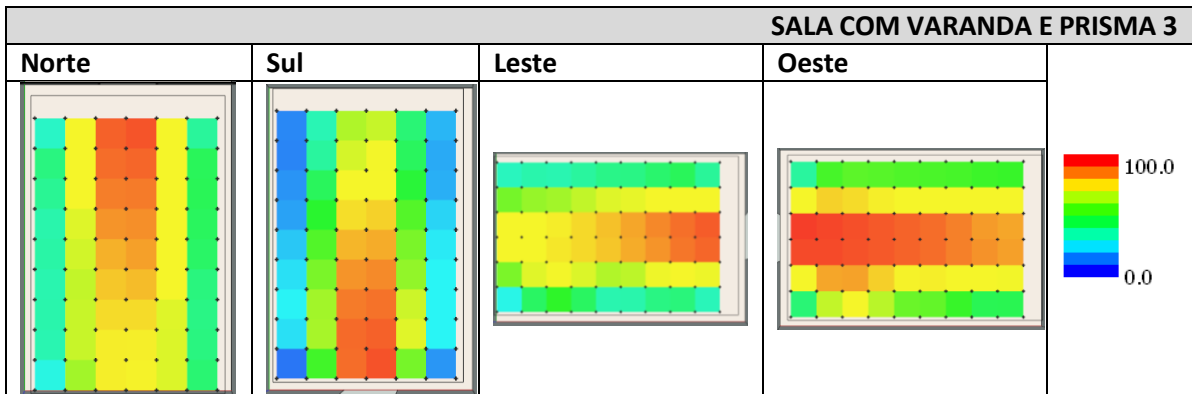 SALA COM VARANDA E PRISMA 3
Norte Sul Leste Oeste
100.0
0.0